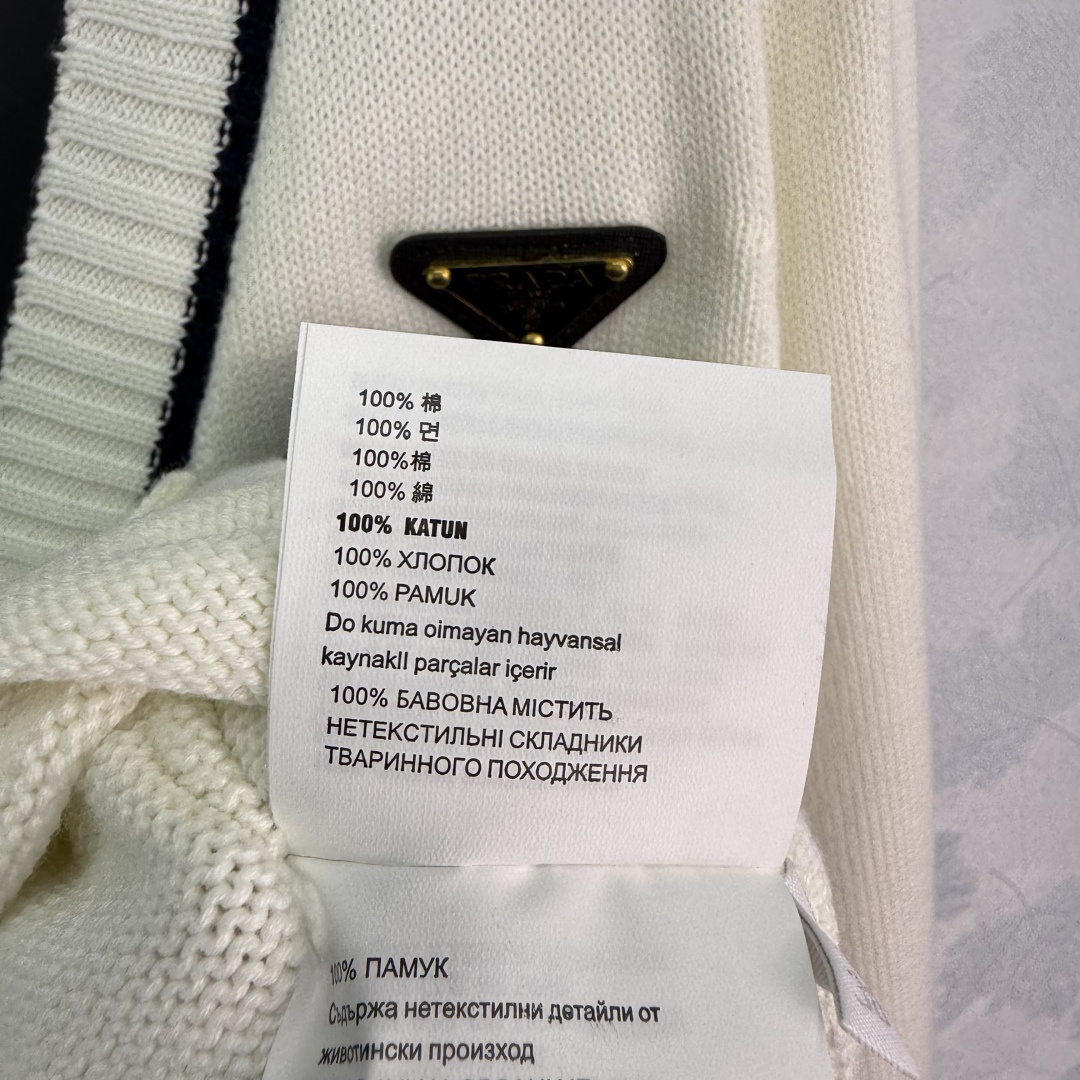 PRADA
100% 棉
100% 면
100%棉
100% 綿
100% KATUN
100% ХЛОПОК
100% PAMUK
Do kuma oimayan hayvansal
kaynakll parçalar içerir
100% БАВОВНА МІСТИТЬ
НЕТЕКСТИЛЬНІ СКЛАДНИКИ
ТВАРИННОГО ПОХОДЖЕННЯ
100% ПАМУК
Съдържа нетекстилни детайли от
животински произход